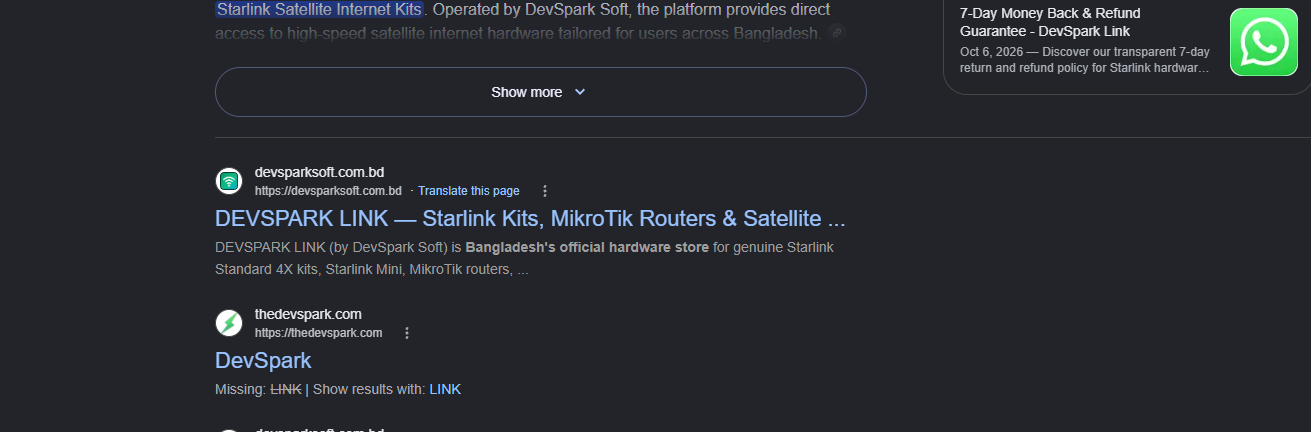 Starlink Satellite Internet Kits. Operated by DevSpark Soft, the platform provides direct
access to high-speed satellite internet hardware tailored for users across Bangladesh.
Show more
7-Day Money Back & Refund
Guarantee - DevSpark Link
Oct 6, 2026 — Discover our transparent 7-day
return and refund policy for Starlink hardwar...
devsparksoft.com.bd
https://devsparksoft.com.bd · Translate this page
DEVSPARK LINK — Starlink Kits, MikroTik Routers & Satellite ...
DEVSPARK LINK (by DevSpark Soft) is Bangladesh's official hardware store for genuine Starlink
Standard 4X kits, Starlink Mini, MikroTik routers, ...
thedevspark.com
https://thedevspark.com
DevSpark
Missing: LINK | Show results with: LINK
devsparksoft.com.bd